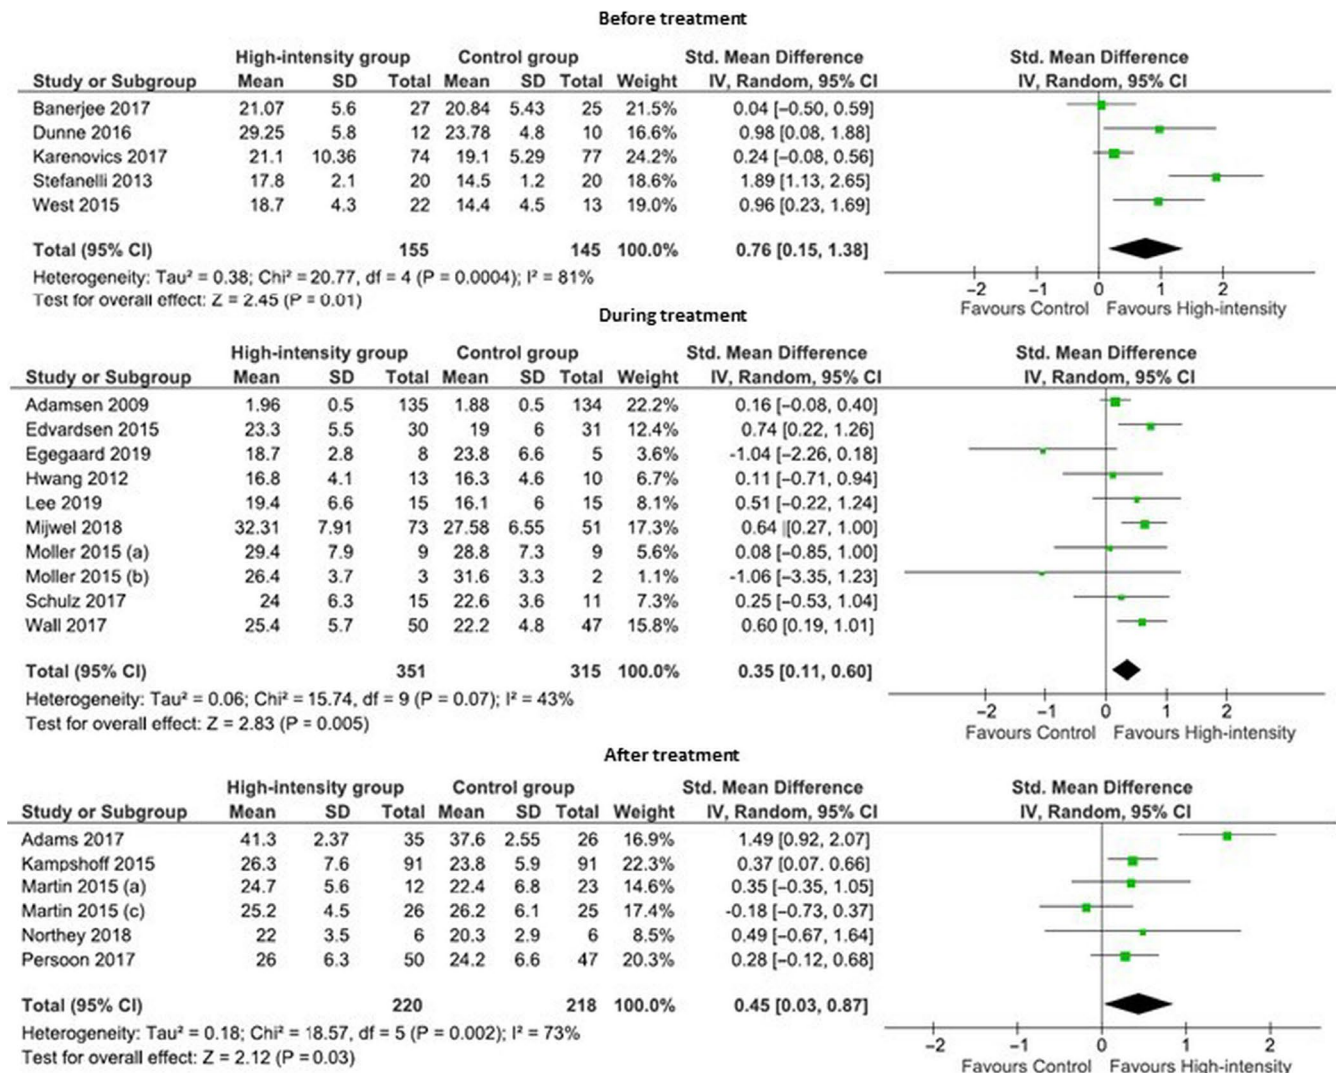 Before treatment
High-intensity group Control group Std. Mean Difference Std. Mean Difference
Study or Subgroup Mean SD Total Mean SD Total Weight IV, Random, 95% CI IV, Random, 95% CI
Banerjee 2017 21.07 5.6 27 20.84 5.43 25 21.5% 0.04 [−0.50, 0.59]
Dunne 2016 29.25 5.8 12 23.78 4.8 10 16.6% 0.98 [0.08, 1.88]
Karenovics 2017 21.1 10.36 74 19.1 5.29 77 24.2% 0.24 [−0.08, 0.56]
Stefanelli 2013 17.8 2.1 20 14.5 1.2 20 18.6% 1.89 [1.13, 2.65]
West 2015 18.7 4.3 22 14.4 4.5 13 19.0% 0.96 [0.23, 1.69]
Total (95% CI) 155 145 100.0% 0.76 [0.15, 1.38]
Heterogeneity: Tau² = 0.38; Chi² = 20.77, df = 4 (P = 0.0004); I² = 81%
Test for overall effect: Z = 2.45 (P = 0.01)
−2 −1 0 1 2
Favours Control Favours High-intensity
During treatment
High-intensity group Control group Std. Mean Difference Std. Mean Difference
Study or Subgroup Mean SD Total Mean SD Total Weight IV, Random, 95% CI IV, Random, 95% CI
Adamsen 2009 1.96 0.5 135 1.88 0.5 134 22.2% 0.16 [−0.08, 0.40]
Edvardsen 2015 23.3 5.5 30 19 6 31 12.4% 0.74 [0.22, 1.26]
Egegaard 2019 18.7 2.8 8 23.8 6.6 5 3.6% -1.04 [−2.26, 0.18]
Hwang 2012 16.8 4.1 13 16.3 4.6 10 6.7% 0.11 [−0.71, 0.94]
Lee 2019 19.4 6.6 15 16.1 6 15 8.1% 0.51 [−0.22, 1.24]
Mijwel 2018 32.31 7.91 73 27.58 6.55 51 17.3% 0.64 [0.27, 1.00]
Moller 2015 (a) 29.4 7.9 9 28.8 7.3 9 5.6% 0.08 [−0.85, 1.00]
Moller 2015 (b) 26.4 3.7 3 31.6 3.3 2 1.1% -1.06 [−3.35, 1.23]
Schulz 2017 24 6.3 15 22.6 3.6 11 7.3% 0.25 [−0.53, 1.04]
Wall 2017 25.4 5.7 50 22.2 4.8 47 15.8% 0.60 [0.19, 1.01]
Total (95% CI) 351 315 100.0% 0.35 [0.11, 0.60]
Heterogeneity: Tau² = 0.06; Chi² = 15.74, df = 9 (P = 0.07); I² = 43%
Test for overall effect: Z = 2.83 (P = 0.005)
−2 −1 0 1 2
Favours Control Favours High-intensity
After treatment
High-intensity group Control group Std. Mean Difference Std. Mean Difference
Study or Subgroup Mean SD Total Mean SD Total Weight IV, Random, 95% CI IV, Random, 95% CI
Adams 2017 41.3 2.37 35 37.6 2.55 26 16.9% 1.49 [0.92, 2.07]
Kampshoff 2015 26.3 7.6 91 23.8 5.9 91 22.3% 0.37 [0.07. 0.66]
Martin 2015 (a) 24.7 5.6 12 22.4 6.8 23 14.6% 0.35 [−0.35, 1.05]
Martin 2015 (c) 25.2 4.5 26 26.2 6.1 25 17.4% -0.18 [−0.73, 0.37]
Northey 2018 22 3.5 6 20.3 2.9 6 8.5% 0.49 [−0.67, 1.64]
Persoon 2017 26 6.3 50 24.2 6.6 47 20.3% 0.28 [−0.12, 0.68]
Total (95% CI) 220 218 100.0% 0.45 [0.03, 0.87]
Heterogeneity: Tau² = 0.18; Chi² = 18.57, df = 5 (P = 0.002); I² = 73%
Test for overall effect: Z = 2.12 (P = 0.03)
−2 −1 0 1 2
Favours Control Favours High-intensity